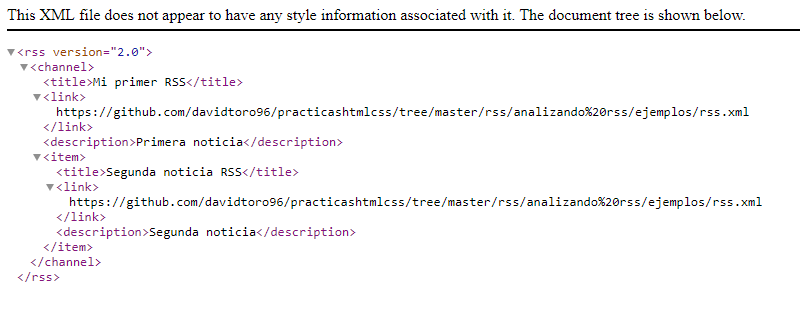 This XML file does not appear to have any style information associated with it. The document tree is shown below.
▼<rss version="2.0">
▼<channel>
<title>Mi primer RSS</title>
▼<link>
https://github.com/davidtoro96/practicashtmlcss/tree/master/rss/analizando%20rss/ejemplos/rss.xml
</link>
<description>Primera noticia</description>
▼<item>
<title>Segunda noticia RSS</title>
▼<link>
https://github.com/davidtoro96/practicashtmlcss/tree/master/rss/analizando%20rss/ejemplos/rss.xml
</link>
<description>Segunda noticia</description>
</item>
</channel>
</rss>